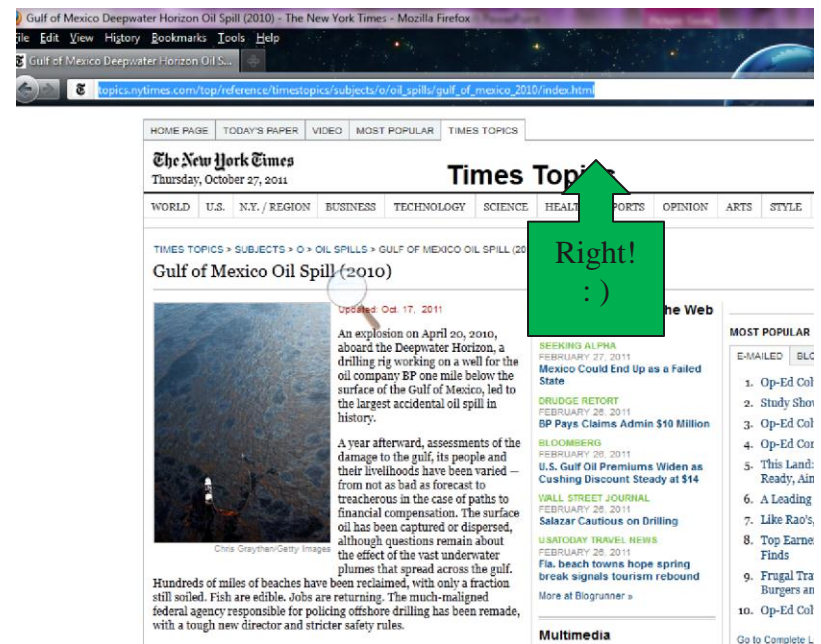 Gulf of Mexico Deepwater Horizon Oil Spill (2010) - The New York Times - Mozilla Firefox
File Edit View History Bookmarks Tools Help
Gulf of Mexico Deepwater Horizon Oil S...
topics.nytimes.com/top/reference/timestopics/subjects/o/oil_spills/gulf_of_mexico_2010/index.html
HOME PAGE TODAY'S PAPER VIDEO MOST POPULAR TIMES TOPICS
The New York Times
Thursday, October 27, 2011
Times Topics
WORLD U.S. N.Y. / REGION BUSINESS TECHNOLOGY SCIENCE HEALT PORTS OPINION ARTS STYLE
Right!
: )
TIMES TOPICS > SUBJECTS > O > OIL SPILLS > GULF OF MEXICO OIL SPILL (20
Gulf of Mexico Oil Spill (2010)
Updated: Oct. 17, 2011
An explosion on April 20, 2010,
aboard the Deepwater Horizon, a
drilling rig working on a well for the
oil company BP one mile below the
surface of the Gulf of Mexico, led to
the largest accidental oil spill in
history.
A year afterward, assessments of the
damage to the gulf, its people and
their livelihoods have been varied —
from not as bad as forecast to
treacherous in the case of paths to
financial compensation. The surface
oil has been captured or dispersed,
although questions remain about
the effect of the vast underwater
plumes that spread across the gulf.
Chris Graythen/Getty Images
Hundreds of miles of beaches have been reclaimed, with only a fraction
still soiled. Fish are edible. Jobs are returning. The much-maligned
federal agency responsible for policing offshore drilling has been remade,
with a tough new director and stricter safety rules.
he Web
SEEKING ALPHA
FEBRUARY 27, 2011
Mexico Could End Up as a Failed
State
DRUDGE RETORT
FEBRUARY 26, 2011
BP Pays Claims Admin $10 Million
BLOOMBERG
FEBRUARY 26, 2011
U.S. Gulf Oil Premiums Widen as
Cushing Discount Steady at $14
WALL STREET JOURNAL
FEBRUARY 26, 2011
Salazar Cautious on Drilling
USATODAY TRAVEL NEWS
FEBRUARY 26, 2011
Fla. beach towns hope spring
break signals tourism rebound
More at Blogrunner »
Multimedia
MOST POPULAR
E-MAILED BLO
1. Op-Ed Col
2. Study Sho
3. Op-Ed Col
4. Op-Ed Co
5. This Land:
Ready, Ai
6. A Leading
7. Like Rao's,
8. Top Earne
Finds
9. Frugal Tra
Burgers an
10. Op-Ed Col
Go to Complete L